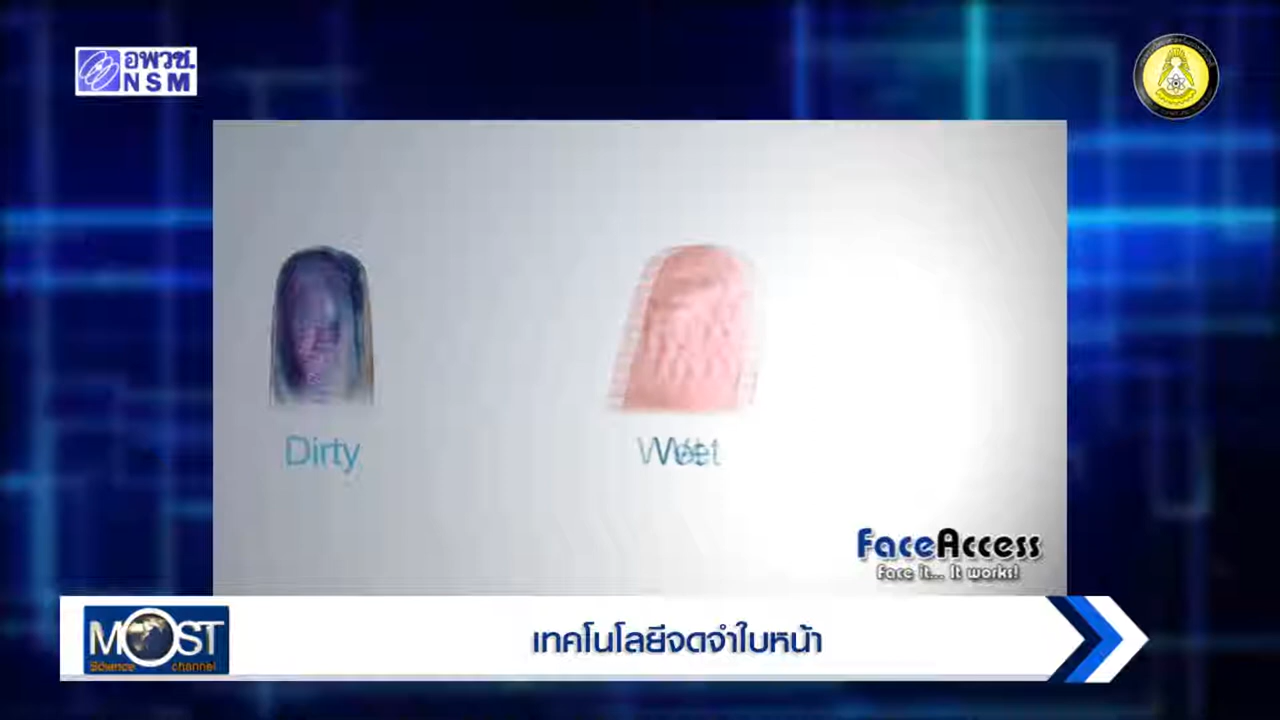 อพวช.
NSM
Dirty
Wet
FaceAccess
Face it... It works!
MOST
Science channel
เทคโนโลยีจดจำใบหน้า